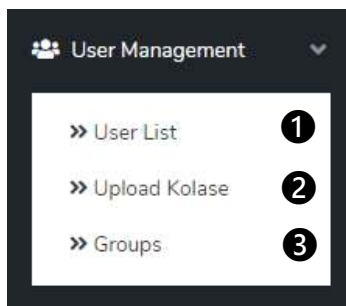 User Management
» User List 1
» Upload Kolase 2
» Groups 3